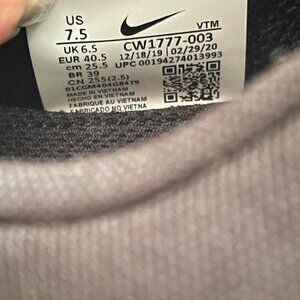 US
7.5
VTM
UK 6.5
CW1777-003
EUR 40.5
12/18/19
02/29/20
cm 25.5
UPC 00194274013993
BR 39
CN 255(2.5)
MADE IN VIETNAM
FABRIQUE AU VIETNAM
FABRICADO
VIETNA